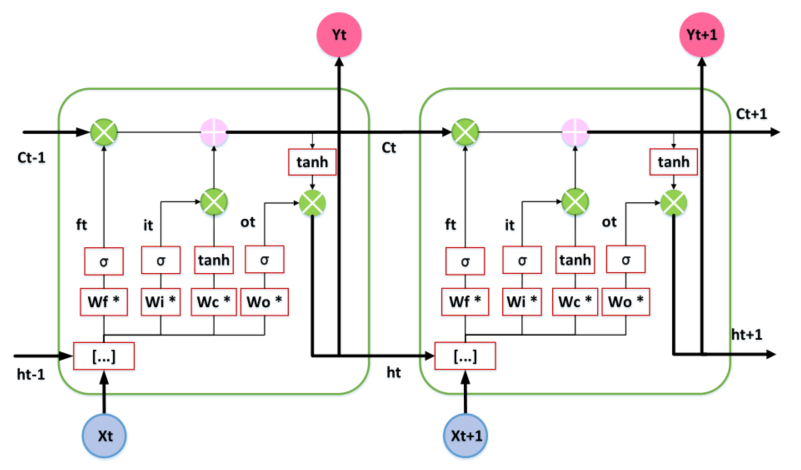 Yt
Yt+1
Ct-1
Ct
Ct+1
tanh
tanh
ft
it
ot
ft
it
ot
σ
σ
tanh
σ
σ
σ
tanh
σ
Wf *
Wi *
Wc *
Wo *
Wf *
Wi *
Wc *
Wo *
[...]
[...]
ht-1
ht
ht+1
Xt
Xt+1